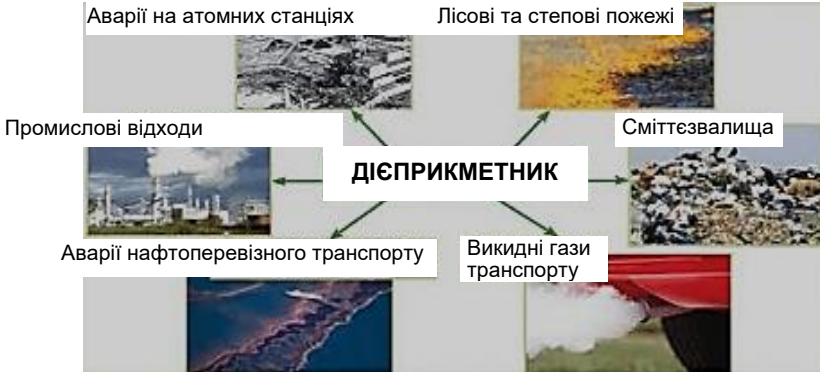 Аварії на атомних станціях
Лісові та степові пожежі
Промислові відходи
Сміттєзвалища
ДІЄПРИКМЕТНИК
Аварії нафтоперевізного транспорту
Викидні гази
транспорту